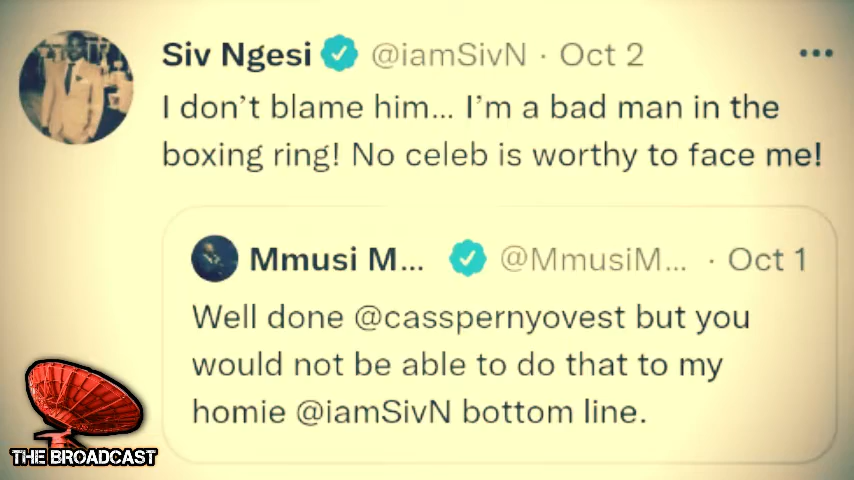 Siv Ngesi @iamSivN · Oct 2
I don't blame him... I'm a bad man in the
boxing ring! No celeb is worthy to face me!
Mmusi M... @MmusiM... · Oct 1
Well done @casspernyovest but you
would not be able to do that to my
homie @iamSivN bottom line.
THE BROADCAST